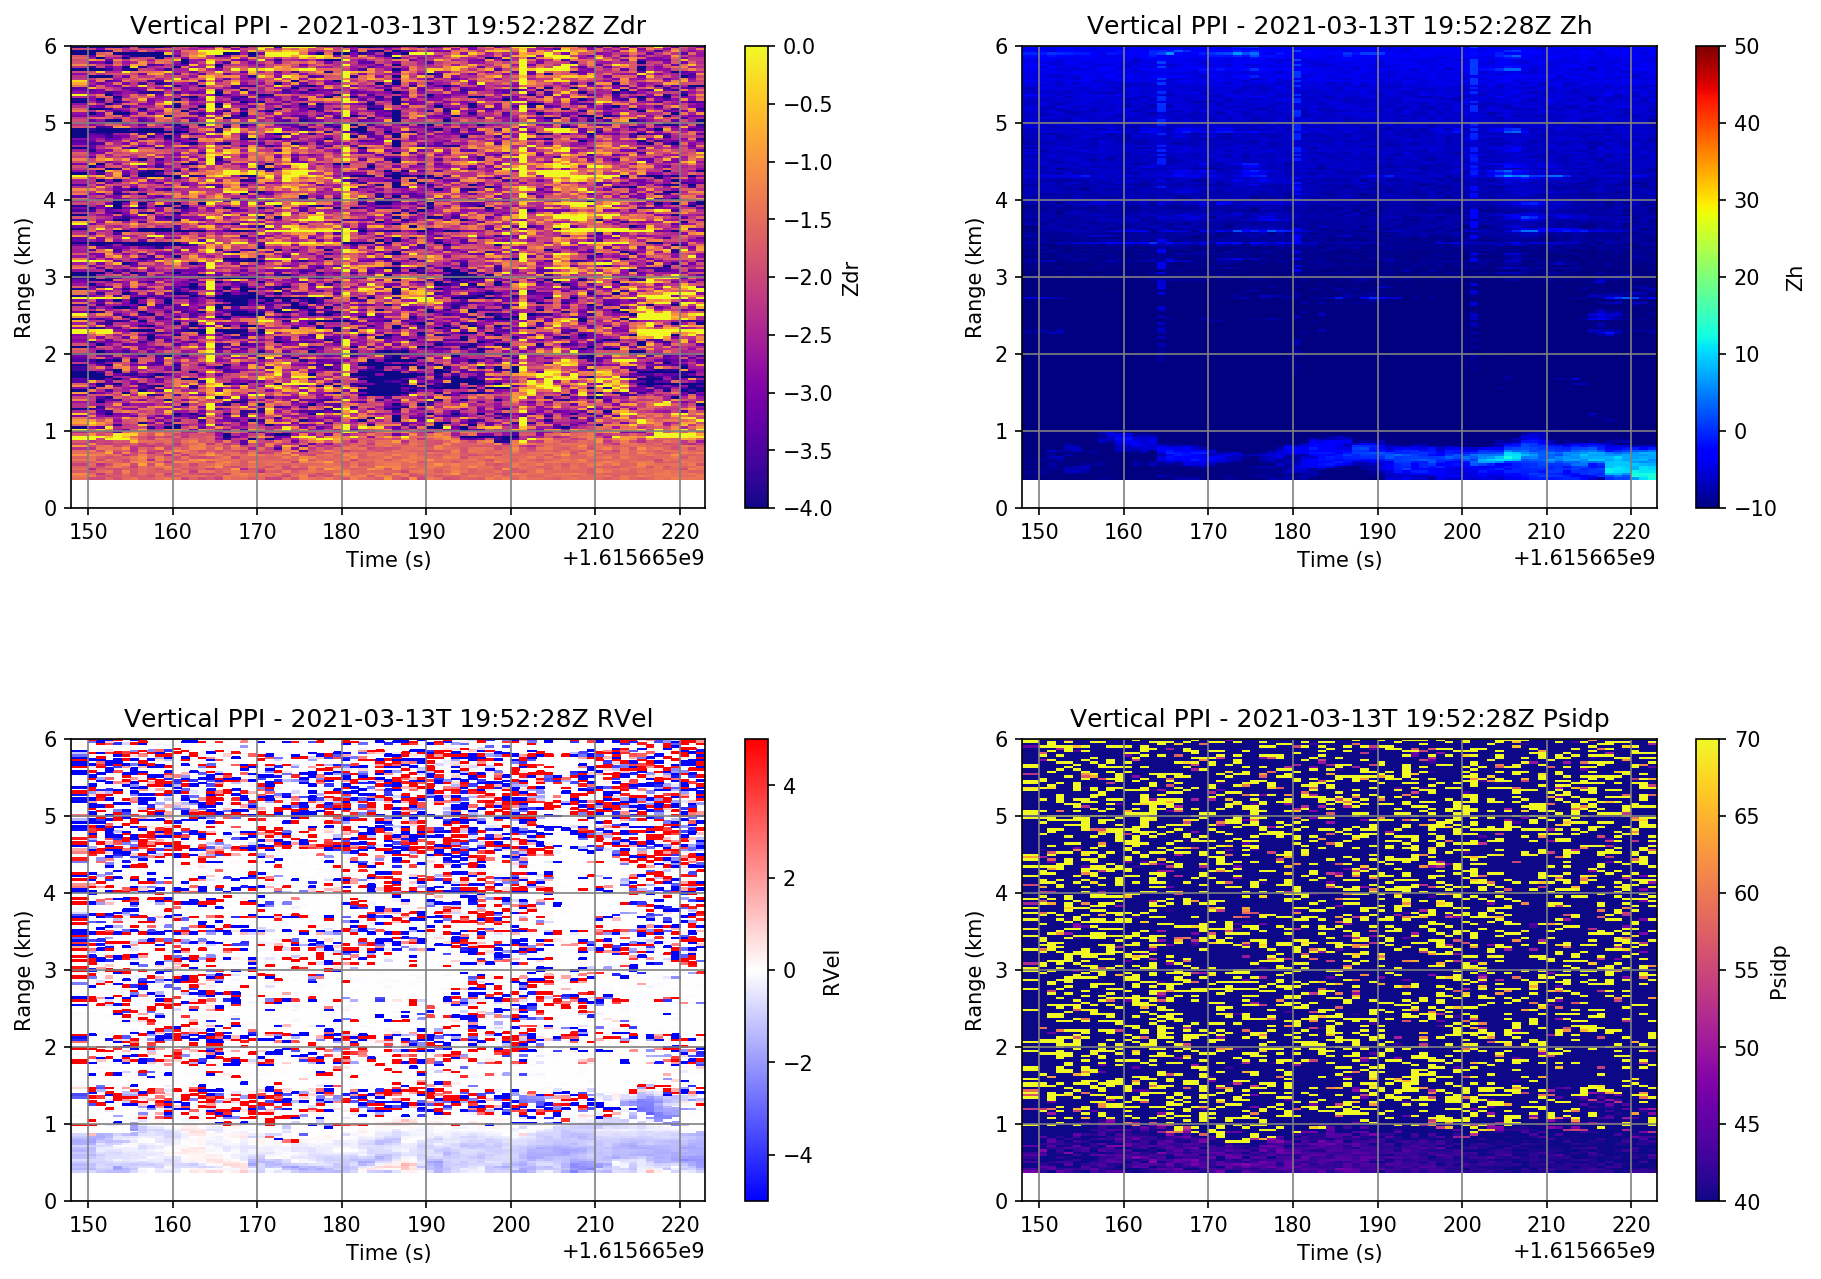 Vertical PPI - 2021-03-13T 19:52:28Z Zdr
6
5
4
3
2
1
0
Range (km)
150 160 170 180 190 200 210 220
Time (s)
+1.615665e9
0.0
−0.5
−1.0
−1.5
−2.0
−2.5
−3.0
−3.5
−4.0
Zdr
Vertical PPI - 2021-03-13T 19:52:28Z Zh
6
5
4
3
2
1
0
Range (km)
150 160 170 180 190 200 210 220
Time (s)
+1.615665e9
50
40
30
20
10
0
−10
Zh
Vertical PPI - 2021-03-13T 19:52:28Z RVel
6
5
4
3
2
1
0
Range (km)
150 160 170 180 190 200 210 220
Time (s)
+1.615665e9
4
2
0
−2
−4
RVel
Vertical PPI - 2021-03-13T 19:52:28Z Psidp
6
5
4
3
2
1
0
Range (km)
150 160 170 180 190 200 210 220
Time (s)
+1.615665e9
70
65
60
55
50
45
40
Psidp